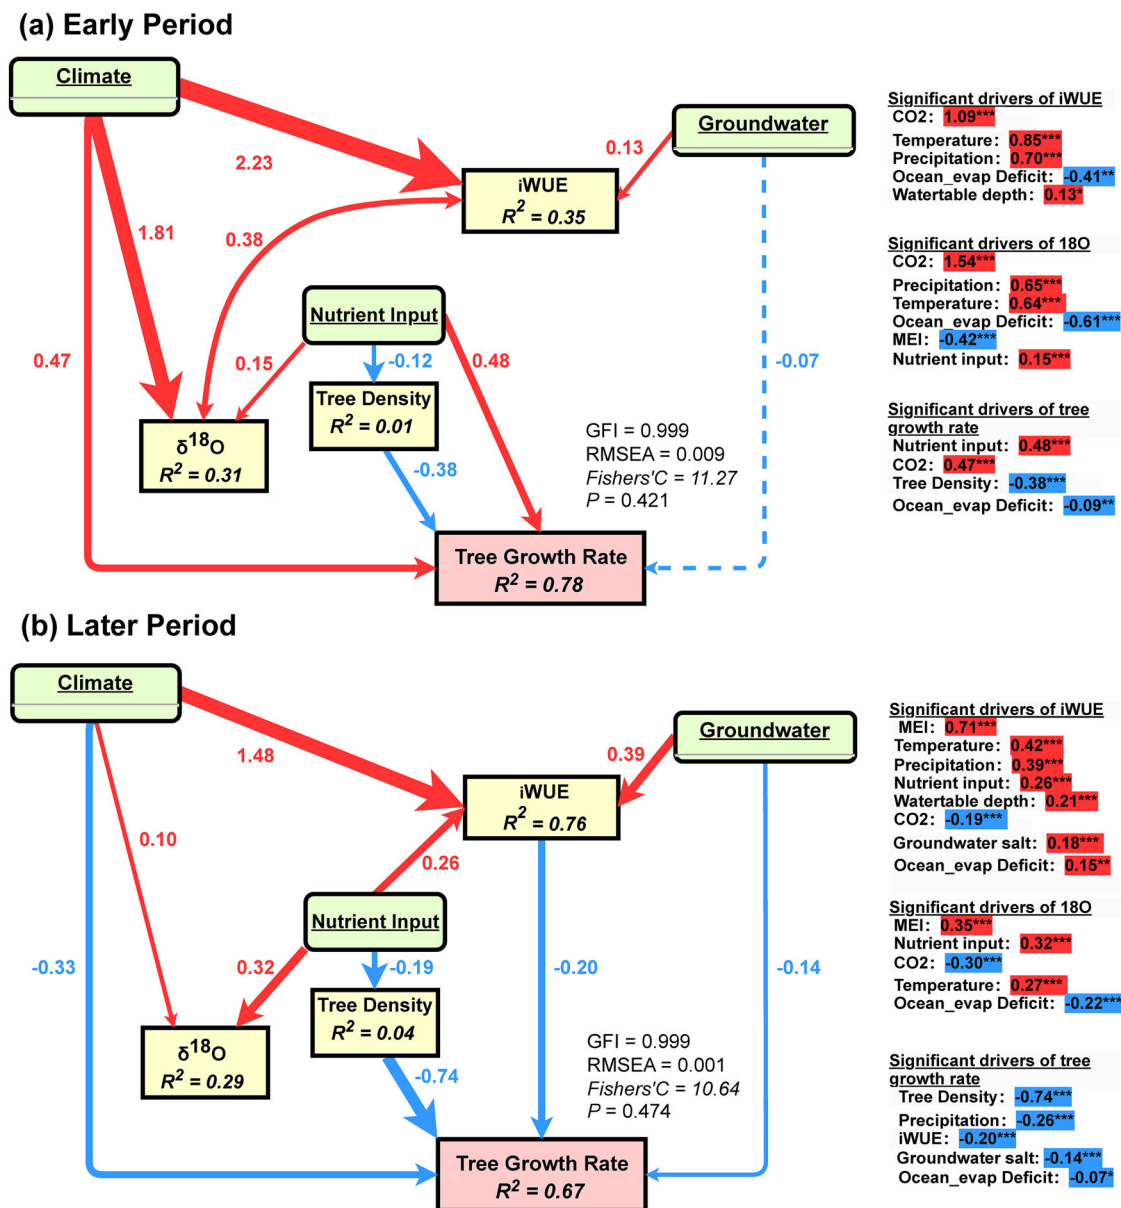 (a) Early Period
Climate
Groundwater
2.23
0.13
iWUE
R² = 0.35
1.81
0.38
Nutrient Input
0.47
0.15
-0.12
0.48
-0.07
Tree Density
R² = 0.01
δ¹⁸O
R² = 0.31
-0.38
GFI = 0.999
RMSEA = 0.009
Fishers'C = 11.27
P = 0.421
Tree Growth Rate
R² = 0.78
Significant drivers of iWUE
CO2: 1.09***
Temperature: 0.85***
Precipitation: 0.70***
Ocean_evap Deficit: -0.41**
Watertable depth: 0.13*
Significant drivers of 18O
CO2: 1.54***
Precipitation: 0.65***
Temperature: 0.64***
Ocean_evap Deficit: -0.61***
MEI: -0.42***
Nutrient input: 0.15***
Significant drivers of tree
growth rate
Nutrient input: 0.48***
CO2: 0.47***
Tree Density: -0.38***
Ocean_evap Deficit: -0.09**
(b) Later Period
Climate
Groundwater
1.48
0.39
iWUE
R² = 0.76
0.10
0.26
Nutrient Input
-0.33
0.32
-0.19
-0.20
-0.14
Tree Density
R² = 0.04
δ¹⁸O
R² = 0.29
-0.74
GFI = 0.999
RMSEA = 0.001
Fishers'C = 10.64
P = 0.474
Tree Growth Rate
R² = 0.67
Significant drivers of iWUE
MEI: 0.71***
Temperature: 0.42***
Precipitation: 0.39***
Nutrient input: 0.26***
Watertable depth: 0.21***
CO2: -0.19***
Groundwater salt: 0.18***
Ocean_evap Deficit: 0.15**
Significant drivers of 18O
MEI: 0.35***
Nutrient input: 0.32***
CO2: -0.30***
Temperature: 0.27***
Ocean_evap Deficit: -0.22***
Significant drivers of tree
growth rate
Tree Density: -0.74***
Precipitation: -0.26***
iWUE: -0.20***
Groundwater salt: -0.14***
Ocean_evap Deficit: -0.07*